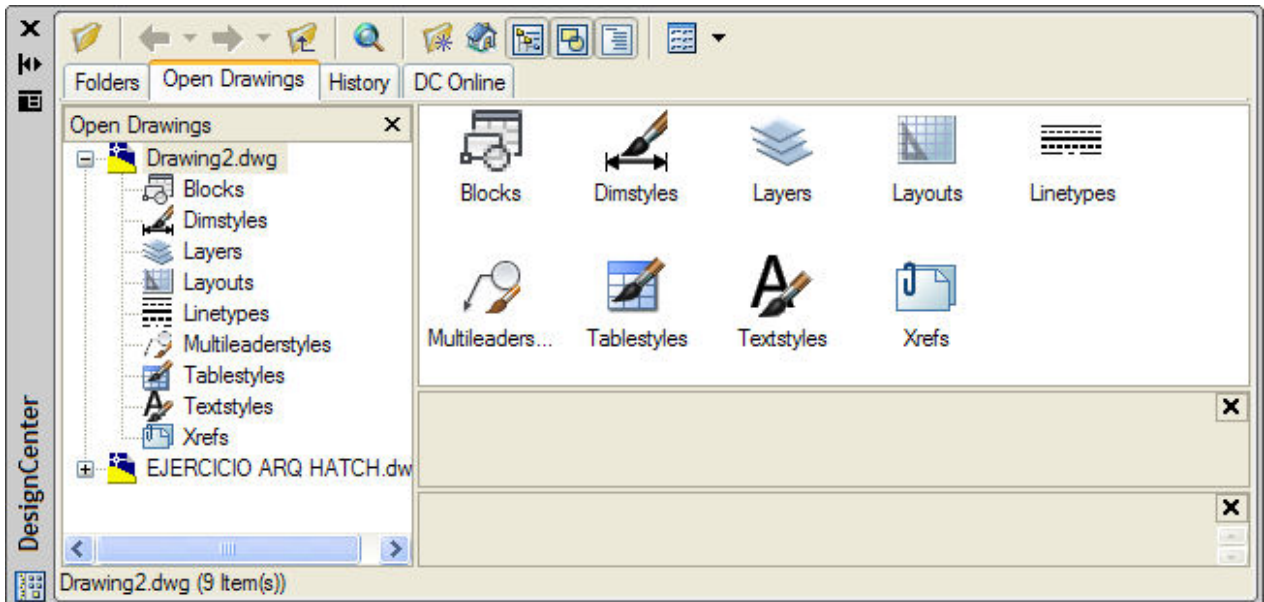 Folders Open Drawings History DC Online
Open Drawings
Drawing2.dwg
Blocks
Dimstyles
Layers
Layouts
Linetypes
Multileaderstyles
Tablestyles
Textstyles
Xrefs
EJERCICIO ARQ HATCH.dw
Blocks Dimstyles Layers Layouts Linetypes
Multileaders... Tablestyles Textstyles Xrefs
DesignCenter
Drawing2.dwg (9 Item(s))